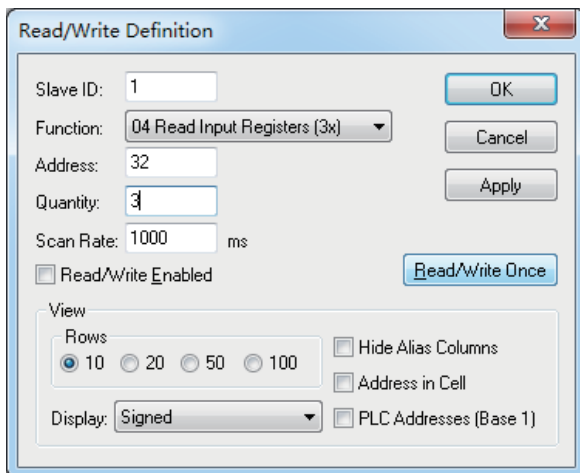 Read/Write Definition
Slave ID: 1
OK
Function: 04 Read Input Registers (3x)
Cancel
Address: 32
Apply
Quantity: 3
Scan Rate: 1000 ms
Read/Write Enabled
Read/Write Once
View
Rows
10 20 50 100
Hide Alias Columns
Address in Cell
Display: Signed
PLC Addresses (Base 1)